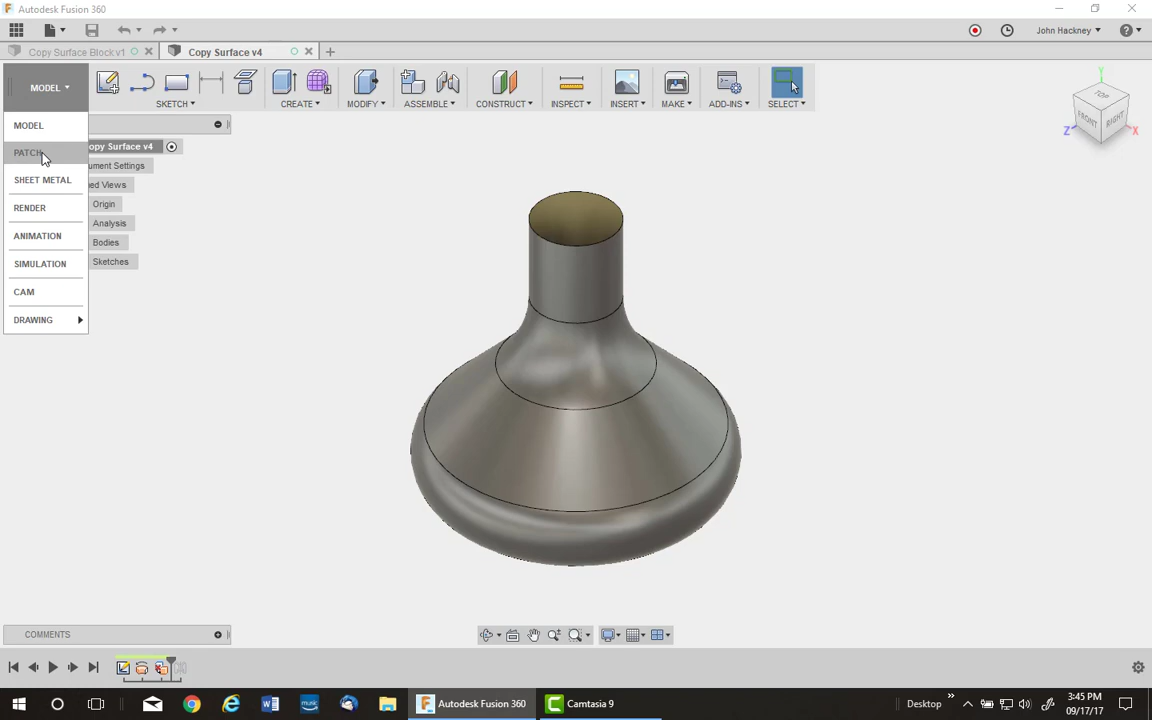 Autodesk Fusion 360
John Hackney
Copy Surface Block v1
Copy Surface v4
MODEL
SKETCH
CREATE
MODIFY
ASSEMBLE
CONSTRUCT
INSPECT
INSERT
MAKE
ADD-INS
SELECT
MODEL
PATCH
SHEET METAL
RENDER
ANIMATION
SIMULATION
CAM
DRAWING
opy Surface v4
ument Settings
ed Views
Origin
Analysis
Bodies
Sketches
TOP
FRONT
RIGHT
Y
Z
X
COMMENTS
Autodesk Fusion 360
Camtasia 9
Desktop
3:45 PM
09/17/17